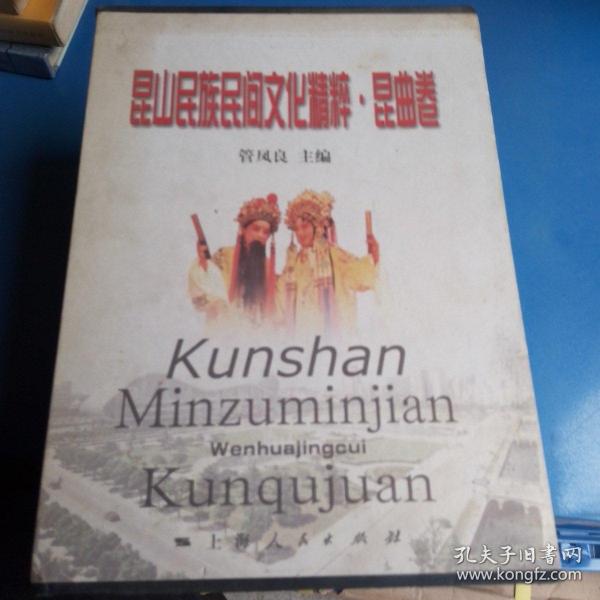 昆山民族民间文化精粹·昆曲卷
管凤良 主编
Kunshan
Minzuminjian
Wenhuajingcui
Kunqujuan
上海人民出版社
孔夫子旧书网
www.kongfz.com